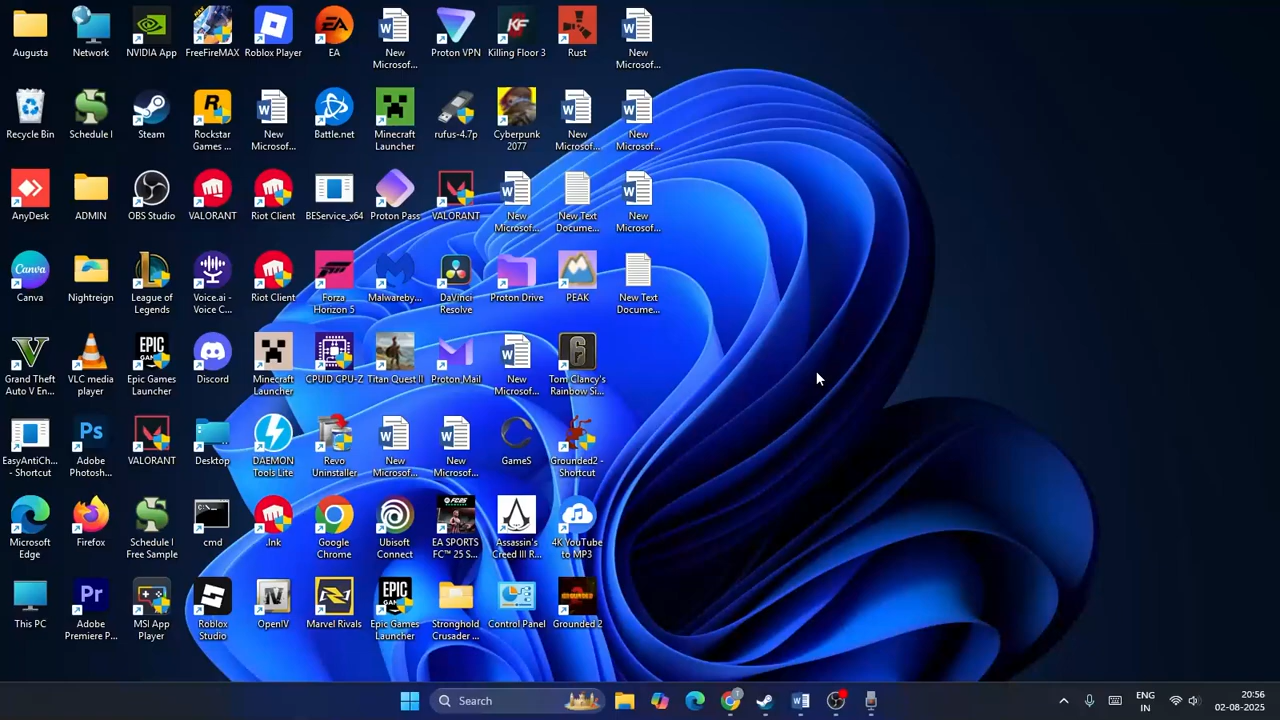 Augusta
Network
NVIDIA App
FreeFireMAX
Roblox Player
EA
New
Microsof...
Proton VPN
Killing Floor 3
Rust
New
Microsof...
Recycle Bin
Schedule I
Steam
Rockstar
Games ...
New
Microsof...
Battle.net
Minecraft
Launcher
rufus-4.7p
Cyberpunk
2077
New
Microsof...
New
Microsof...
AnyDesk
ADMIN
OBS Studio
VALORANT
Riot Client
BEService_x64
Proton Pass
VALORANT
New
Microsof...
New Text
Docume...
New
Microsof...
Canva
Nightreign
League of
Legends
Voice.ai -
Voice C...
Riot Client
Forza
Horizon 5
Malwareby...
DaVinci
Resolve
Proton Drive
PEAK
New Text
Docume...
Grand Theft
Auto V En...
VLC media
player
Epic Games
Launcher
Discord
Minecraft
Launcher
CPUID CPU-Z
Titan Quest II
Proton Mail
New
Microsof...
Tom Clancy's
Rainbow Si...
EasyAntiCh...
- Shortcut
Adobe
Photosh...
VALORANT
Desktop
DAEMON
Tools Lite
Revo
Uninstaller
New
Microsof...
New
Microsof...
GameS
Grounded2 -
Shortcut
Microsoft
Edge
Firefox
Schedule I
Free Sample
cmd
.lnk
Google
Chrome
Ubisoft
Connect
EA SPORTS
FC™ 25 S...
Assassin's
Creed III R...
4K YouTube
to MP3
This PC
Adobe
Premiere P...
MSI App
Player
Roblox
Studio
OpenIV
Marvel Rivals
Epic Games
Launcher
Stronghold
Crusader ...
Control Panel
Grounded 2
Search
ENG
IN
20:56
02-08-2025